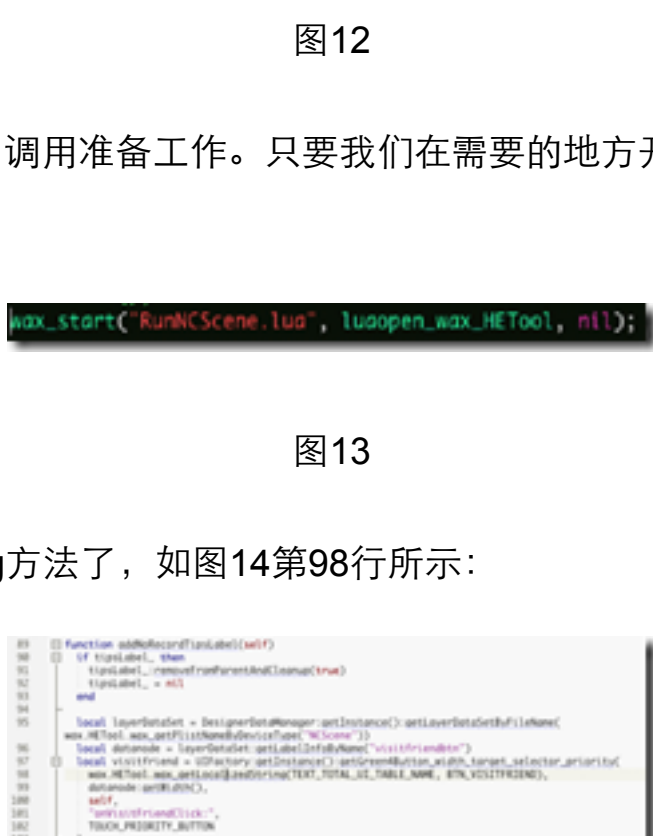 图12
调用准备工作。只要我们在需要的地方开
wax_start("RunNCScene.lua", luaopen_wax_HETool, nil);
图13
方法了，如图14第98行所示：
89 function addNoRecordTipsLabel(self)
90 if tipsLabel_ then
91 tipsLabel_:removeFromParentAndCleanup(true)
92 tipsLabel_ = nil
93 end
94
95 local layerDataSet = DesignerDataManager:getInstance():getLayerDataSetByFileName(
wax.HETool.wax_getPlistNameByDeviceType("NCScene"))
96 local datanode = layerDataSet:getLabelInfoByName("visitfriendbtn")
97 local visitfriend = UIFactory:getInstance():getGreen4Button_width_target_selector_priority(
98 wax.HETool.wax_getLocalizedString(TEXT_TOTAL_UI_TABLE_NAME, BTN_VISITFRIEND),
99 datanode:getWidth(),
100 self,
101 "onVisitFriendClick:",
102 TOUCH_PRIORITY_BUTTON